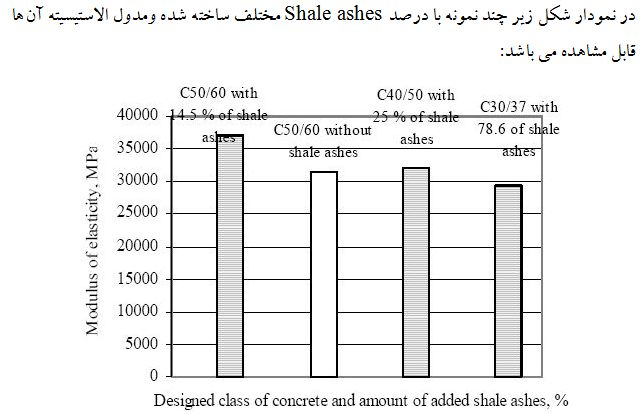 در نمودار شکل زیر چند نمونه با درصد Shale ashes مختلف ساخته شده ومدول الاستیسیته آن ها
قابل مشاهده می باشد:
C50/60 with
14.5 % of shale
ashes
C50/60 without
shale ashes
C40/50 with
25 % of shale
ashes
C30/37 with
78.6 of shale
ashes
Modulus of elasticity, MPa
40000
35000
30000
25000
20000
15000
10000
5000
0
Designed class of concrete and amount of added shale ashes, %